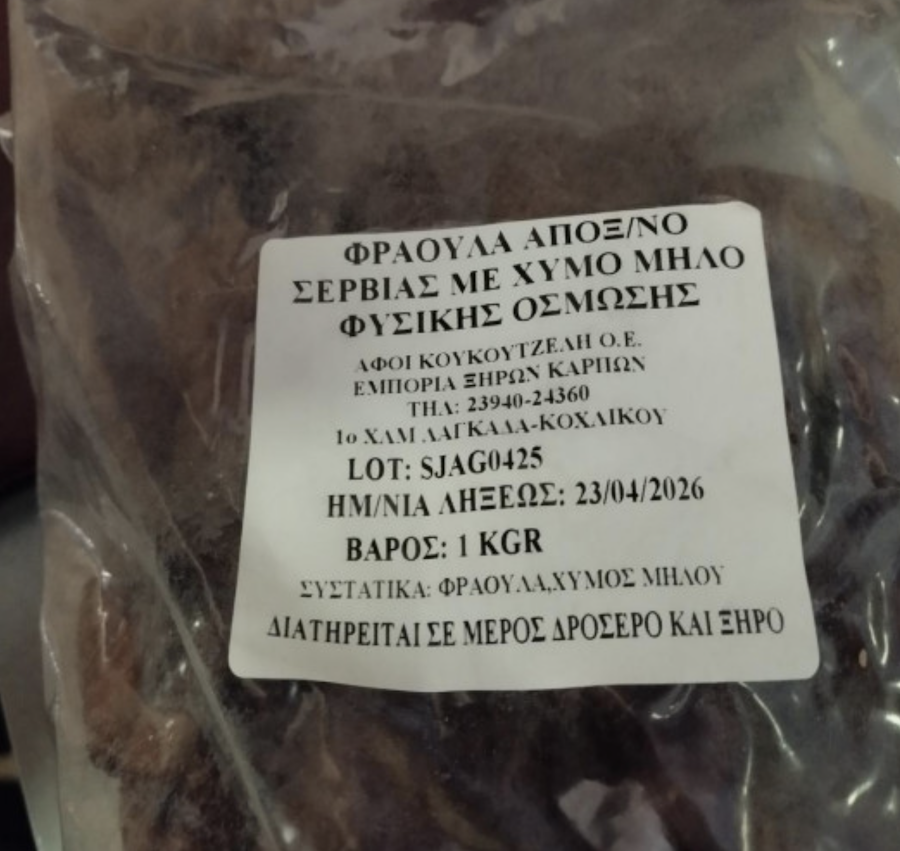 ΦΡΑΟΥΛΑ ΑΠΟΞ/ΝΟ
ΣΕΡΒΙΑΣ ΜΕ ΧΥΜΟ ΜΗΛΟ
ΦΥΣΙΚΗΣ ΟΣΜΩΣΗΣ
ΑΦΟΙ ΚΟΥΚΟΥΤΖΕΛΗ Ο.Ε.
ΕΜΠΟΡΙΑ ΞΗΡΩΝ ΚΑΡΠΩΝ
ΤΗΛ: 23940-24360
1ο ΧΛΜ ΛΑΓΚΑΔΑ-ΚΟΧΛΙΚΟΥ
LOT: SJAG0425
ΗΜ/ΝΙΑ ΛΗΞΕΩΣ: 23/04/2026
ΒΑΡΟΣ: 1 KGR
ΣΥΣΤΑΤΙΚΑ: ΦΡΑΟΥΛΑ,ΧΥΜΟΣ ΜΗΛΟΥ
ΔΙΑΤΗΡΕΙΤΑΙ ΣΕ ΜΕΡΟΣ ΔΡΟΣΕΡΟ ΚΑΙ ΞΗΡΟ